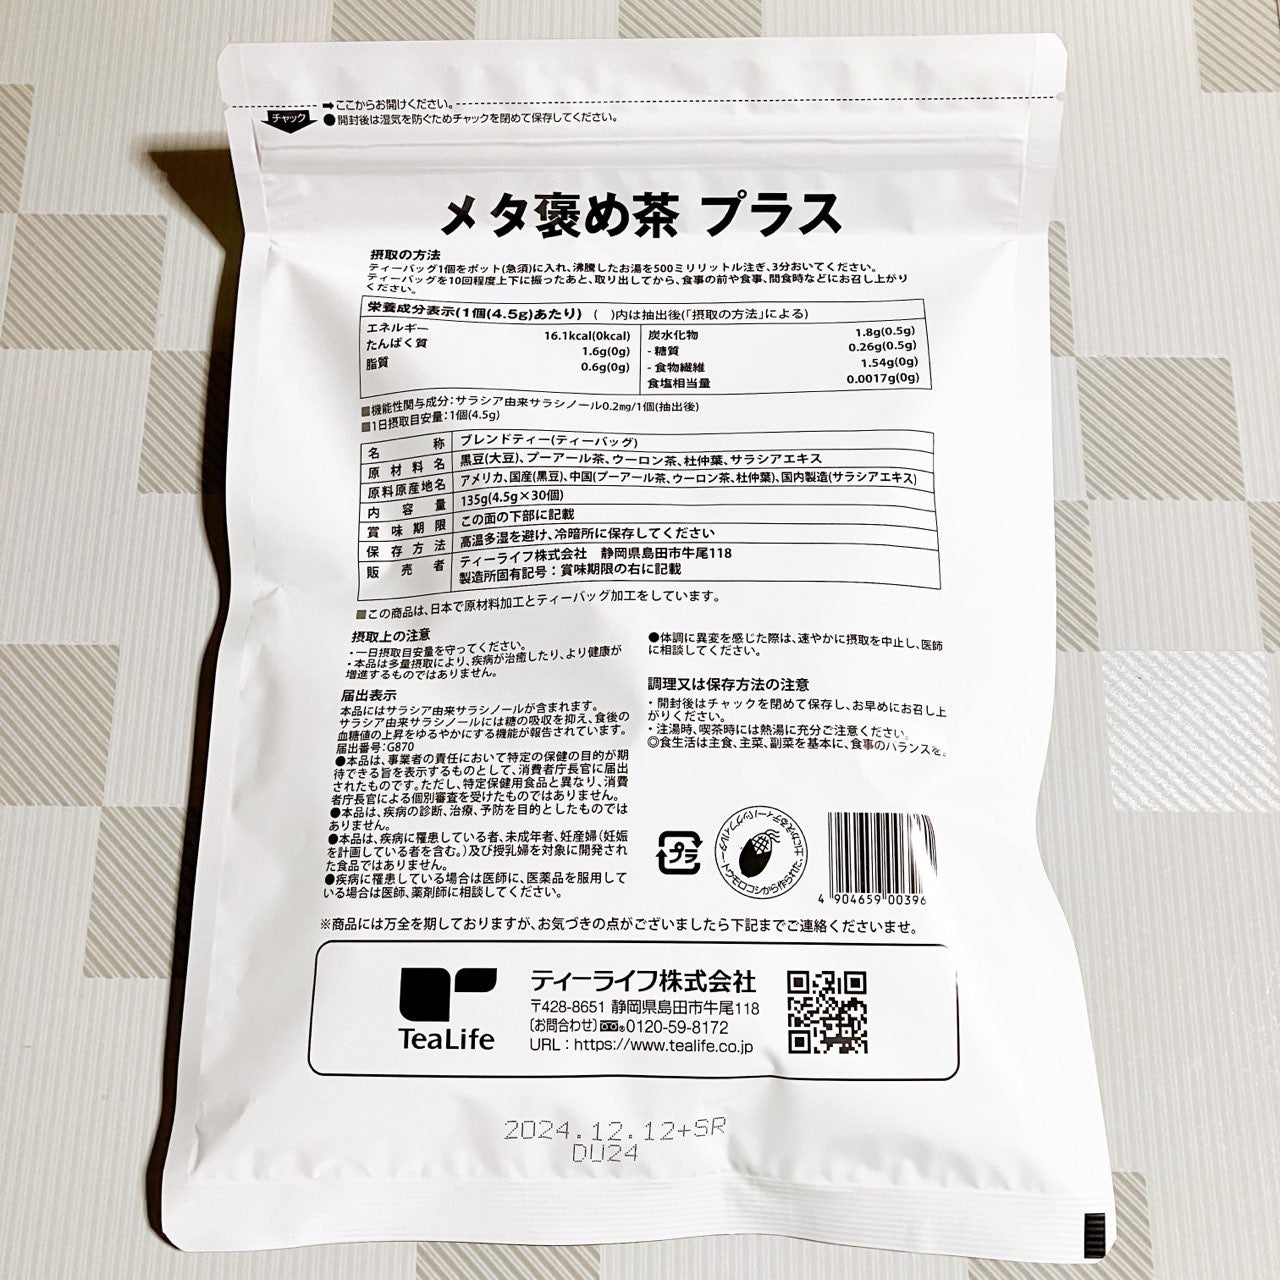 ➡ここからお開けください。
チャック
●開封後は湿気を防ぐためチャックを閉めて保存してください。
メタ褒め茶 プラス
摂取の方法
ティーバッグ1個をポット(急須)に入れ、沸騰したお湯を500ミリリットル注ぎ、3分おいてください。
ティーバッグを10回程度上下に振ったあと、取り出してから、食事の前や食事、間食時などにお召し上がり
ください。
栄養成分表示(1個(4.5g)あたり) ( )内は抽出後(「摂取の方法」による)
エネルギー 16.1kcal(0kcal)
たんぱく質 1.6g(0g)
脂質 0.6g(0g)
炭水化物 1.8g(0.5g)
- 糖質 0.26g(0.5g)
- 食物繊維 1.54g(0g)
食塩相当量 0.0017g(0g)
■機能性関与成分：サラシア由来サラシノール0.2mg/1個(抽出後)
■1日摂取目安量：1個(4.5g)
名称 ブレンドティー(ティーバッグ)
原材料名 黒豆(大豆)、プーアール茶、ウーロン茶、杜仲葉、サラシアエキス
原料原産地名 アメリカ、国産(黒豆)、中国(プーアール茶、ウーロン茶、杜仲葉)、国内製造(サラシアエキス)
内容量 135g(4.5g×30個)
賞味期限 この面の下部に記載
保存方法 高温多湿を避け、冷暗所に保存してください
販売者 ティーライフ株式会社 静岡県島田市牛尾118
製造所固有記号：賞味期限の右に記載
■この商品は、日本で原材料加工とティーバッグ加工をしています。
摂取上の注意
・一日摂取目安量を守ってください。
・本品は多量摂取により、疾病が治癒したり、より健康が
増進するものではありません。
届出表示
本品にはサラシア由来サラシノールが含まれます。
サラシア由来サラシノールには糖の吸収を抑え、食後の
血糖値の上昇をゆるやかにする機能が報告されています。
届出番号：G870
●本品は、事業者の責任において特定の保健の目的が期
待できる旨を表示するものとして、消費者庁長官に届出
されたものです。ただし、特定保健用食品と異なり、消費
者庁長官による個別審査を受けたものではありません。
●本品は、疾病の診断、治療、予防を目的としたものでは
ありません。
●本品は、疾病に罹患している者、未成年者、妊産婦(妊娠
を計画している者を含む。)及び授乳婦を対象に開発され
た食品ではありません。
●疾病に罹患している場合は医師に、医薬品を服用して
いる場合は医師、薬剤師に相談してください。
●体調に異変を感じた際は、速やかに摂取を中止し、医師
に相談してください。
調理又は保存方法の注意
・開封後はチャックを閉めて保存し、お早めにお召し上
がりください。
・注湯時、喫茶時には熱湯に充分ご注意ください。
◎食生活は主食、主菜、副菜を基本に、食事のバランスを。
プラ
トウモロコシから作られた、土にかえるティーバッグフィルター
4 904659 00396
※商品には万全を期しておりますが、お気づきの点がございましたら下記までご連絡くださいませ。
TeaLife
ティーライフ株式会社
〒428-8651 静岡県島田市牛尾118
〔お問合わせ〕 0120-59-8172
URL：https://www.tealife.co.jp
2024.12.12+SR
DU24